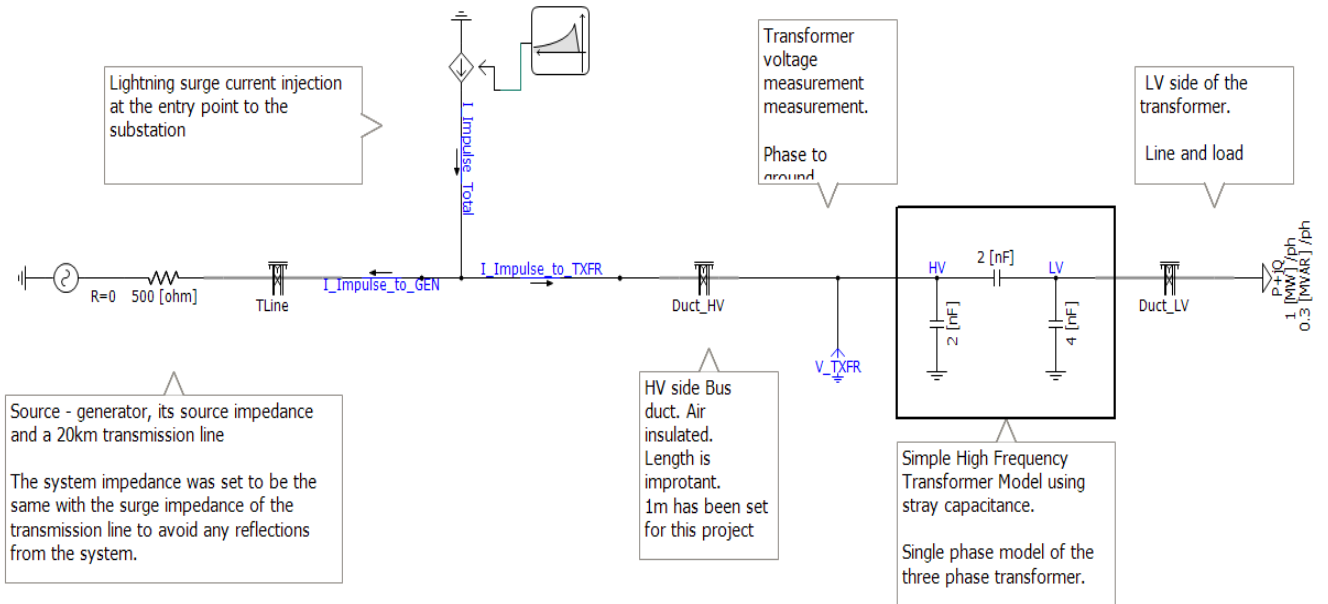 Lightning surge current injection
at the entry point to the
substation
I_Impulse_Total
Transformer
voltage
measurement
measurement.
Phase to
ground
LV side of the
transformer.
Line and load
R=0
500 [ohm]
TLine
I_Impulse_to_GEN
I_Impulse_to_TXFR
Duct_HV
V_TXFR
HV
2 [nF]
LV
2 [nF]
4 [nF]
Duct_LV
P+jQ
1 [MW] /ph
0.3 [MVAR] /ph
Source - generator, its source impedance
and a 20km transmission line
The system impedance was set to be the
same with the surge impedance of the
transmission line to avoid any reflections
from the system.
HV side Bus
duct. Air
insulated.
Length is
improtant.
1m has been set
for this project
Simple High Frequency
Transformer Model using
stray capacitance.
Single phase model of the
three phase transformer.